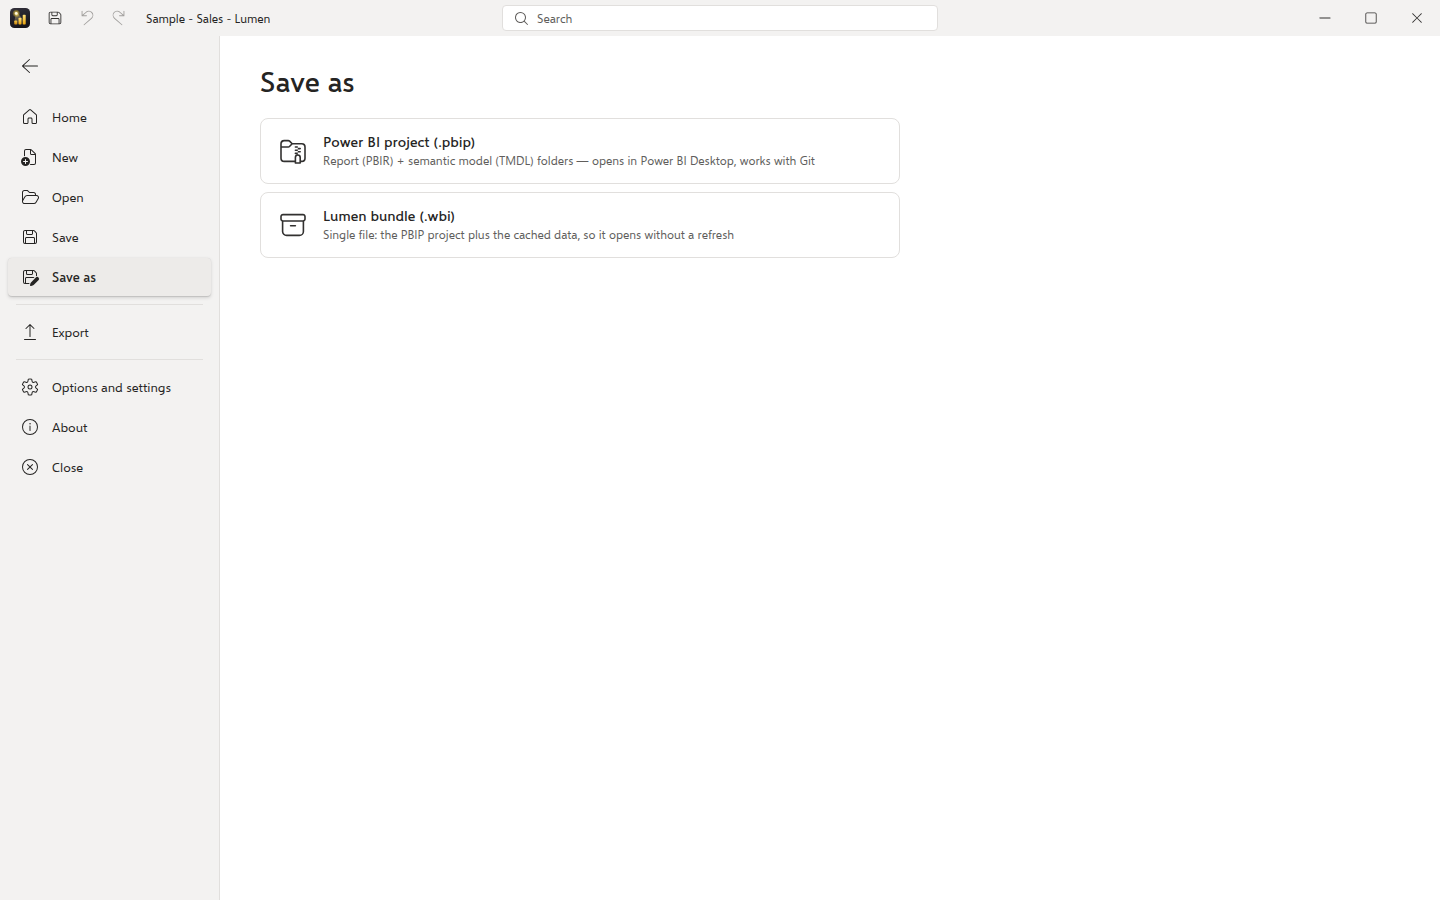 Sample - Sales - Lumen
Search
Home
New
Open
Save
Save as
Export
Options and settings
About
Close
Save as
Power BI project (.pbip)
Report (PBIR) + semantic model (TMDL) folders — opens in Power BI Desktop, works with Git
Lumen bundle (.wbi)
Single file: the PBIP project plus the cached data, so it opens without a refresh